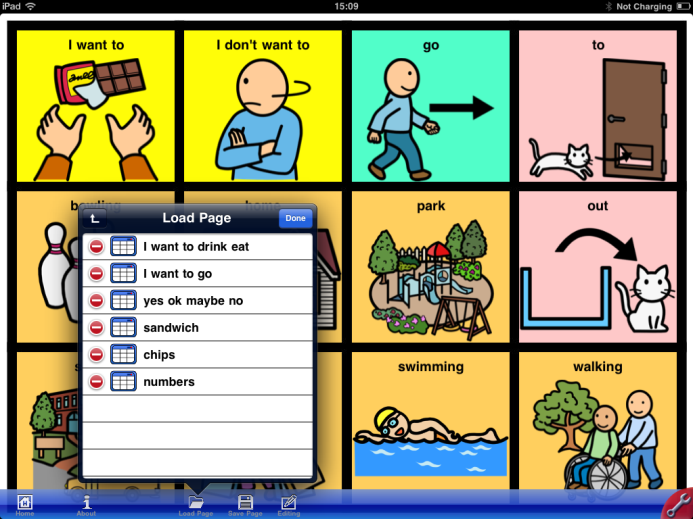 iPad 15:09 Not Charging
I want to
I don't want to
go
to
bowling
home
park
out
Load Page
Done
I want to drink eat
I want to go
yes ok maybe no
sandwich
chips
numbers
swimming
walking
Home
About
Load Page
Save Page
Editing